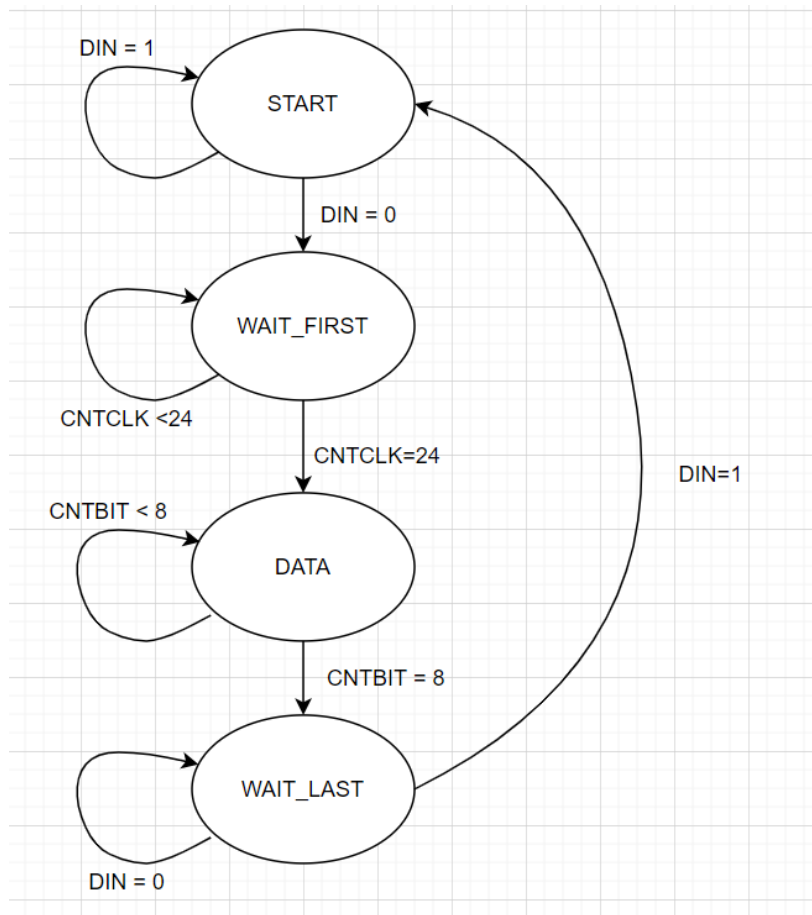 DIN = 1
START
DIN = 0
WAIT_FIRST
CNTCLK <24
CNTCLK=24
DIN=1
CNTBIT < 8
DATA
CNTBIT = 8
WAIT_LAST
DIN = 0